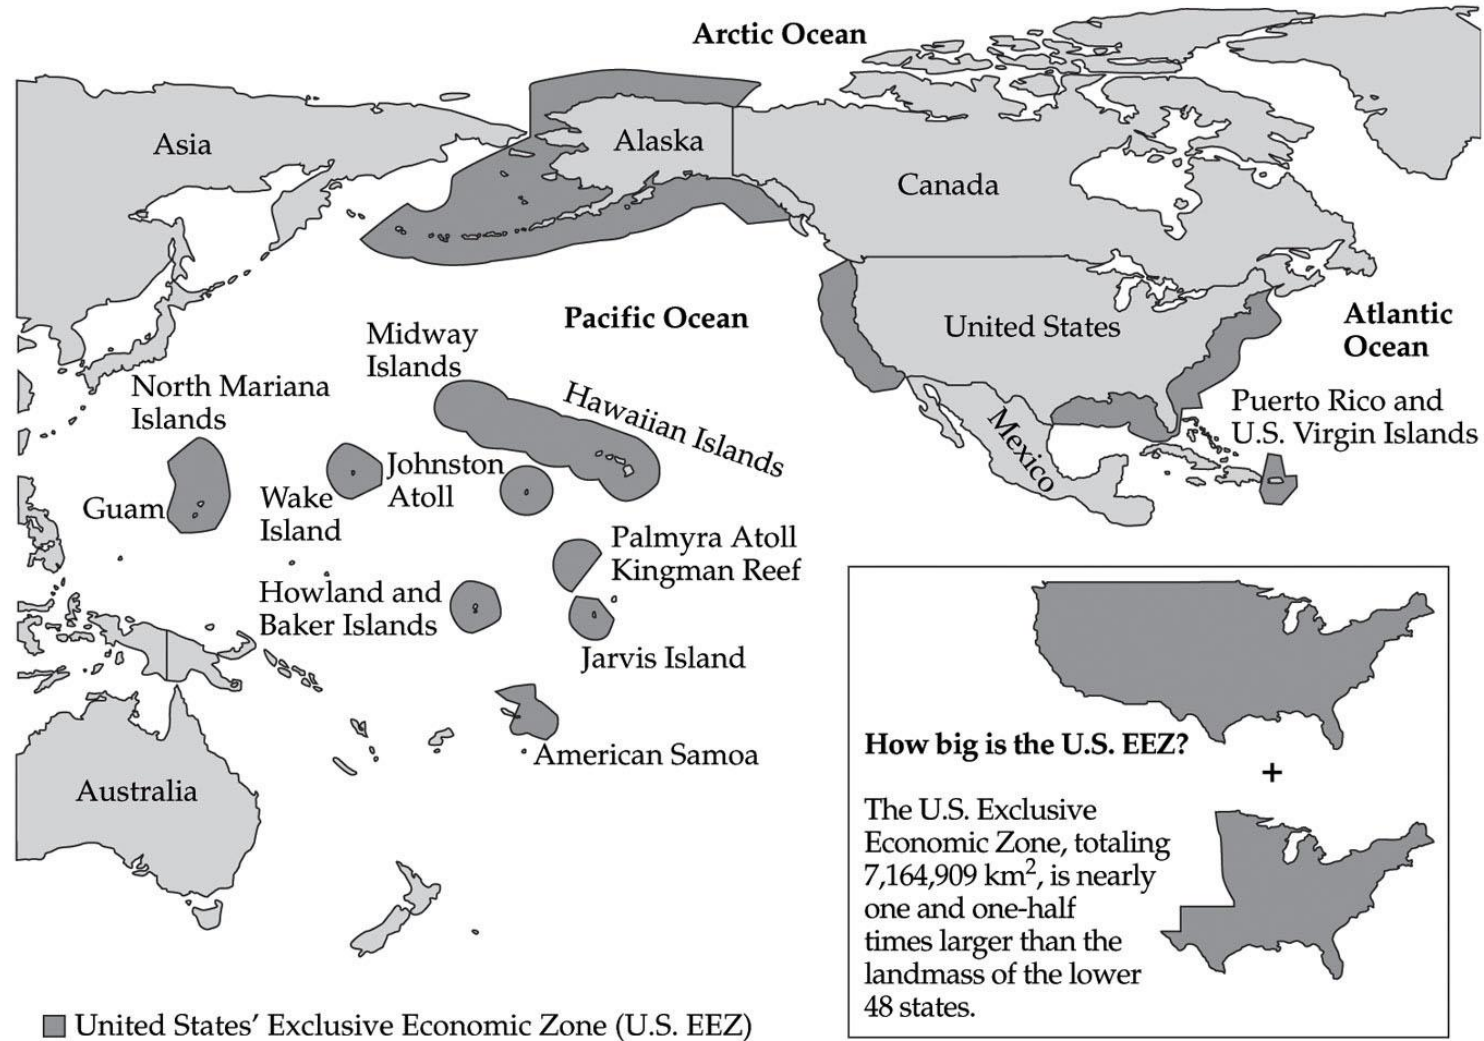 Arctic Ocean
Asia
Alaska
Canada
Pacific Ocean
United States
Atlantic
Ocean
Midway
Islands
North Mariana
Islands
Hawaiian Islands
Mexico
Puerto Rico and
U.S. Virgin Islands
Guam
Wake
Island
Johnston
Atoll
Palmyra Atoll
Kingman Reef
Howland and
Baker Islands
Jarvis Island
American Samoa
Australia
How big is the U.S. EEZ?
+
The U.S. Exclusive
Economic Zone, totaling
7,164,909 km², is nearly
one and one-half
times larger than the
landmass of the lower
48 states.
United States’ Exclusive Economic Zone (U.S. EEZ)